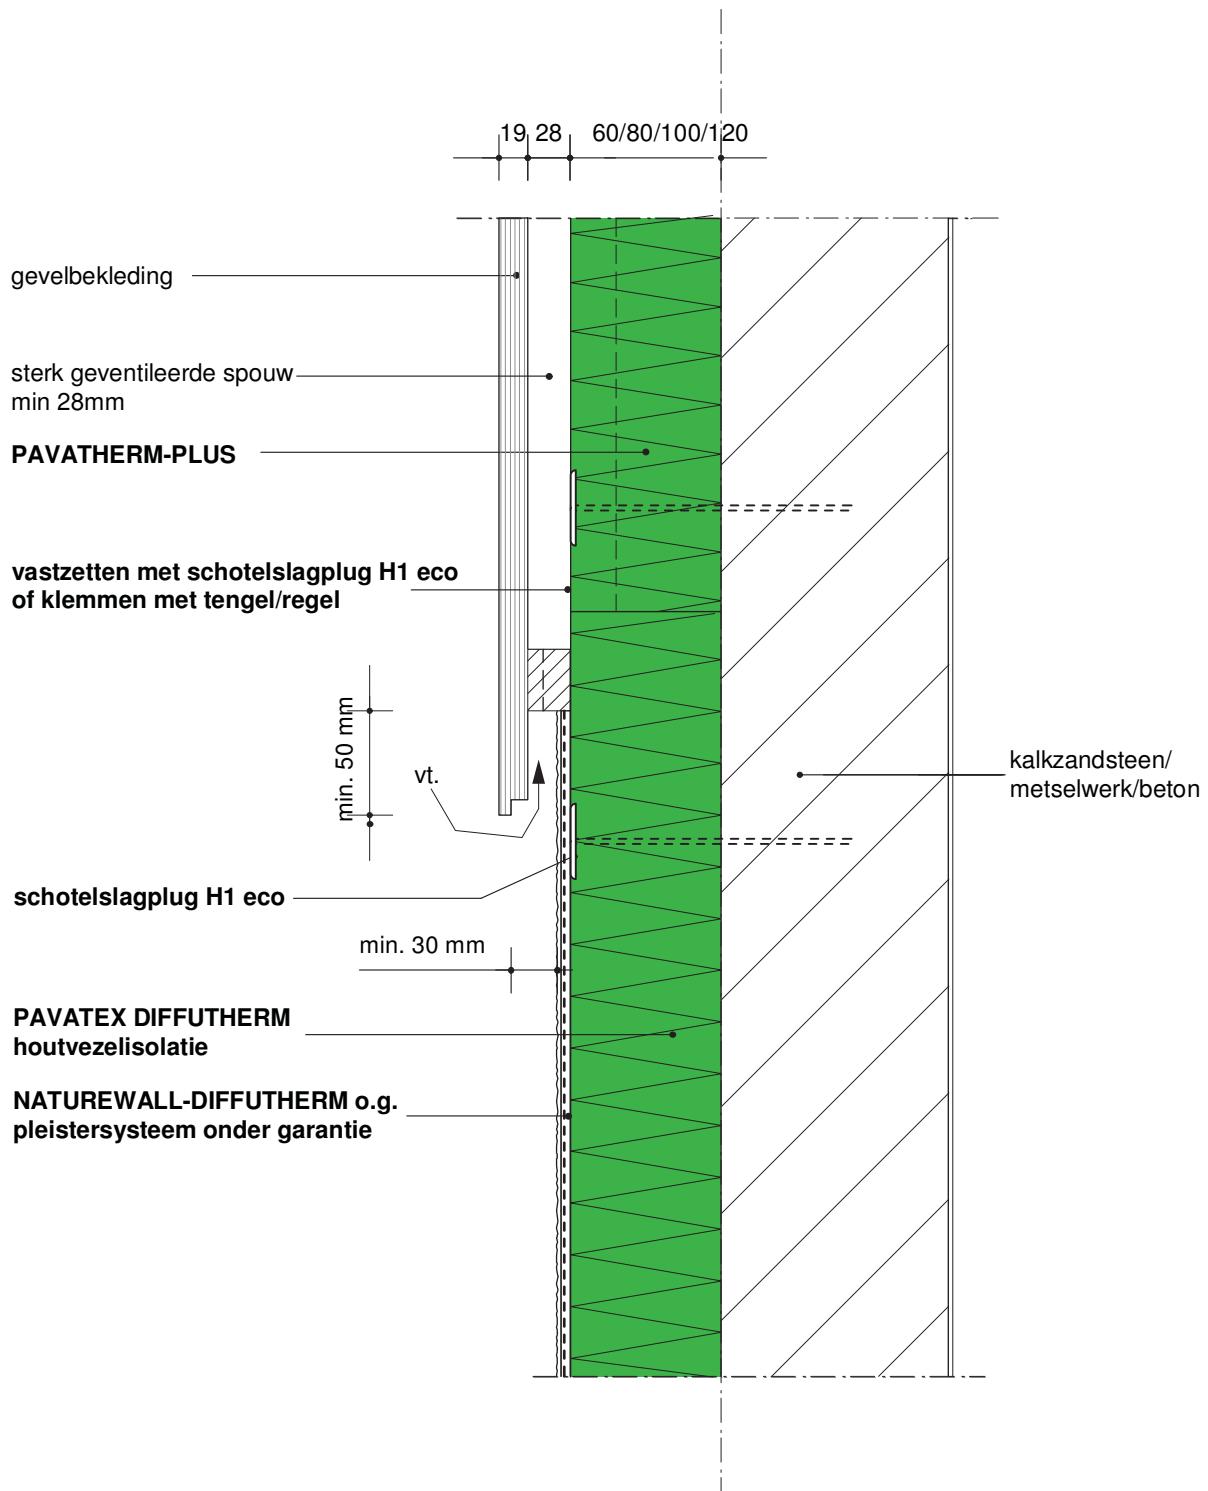 19 28 60/80/100/120
gevelbekleding
sterk geventileerde spouw
min 28mm
PAVATHERM-PLUS
vastzetten met schotelslagplug H1 eco
of klemmen met tengel/regel
min. 50 mm
vt.
kalkzandsteen/
metselwerk/beton
schotelslagplug H1 eco
min. 30 mm
PAVATEX DIFFUTHERM
houtvezelisolatie
NATUREWALL-DIFFUTHERM o.g.
pleistersysteem onder garantie